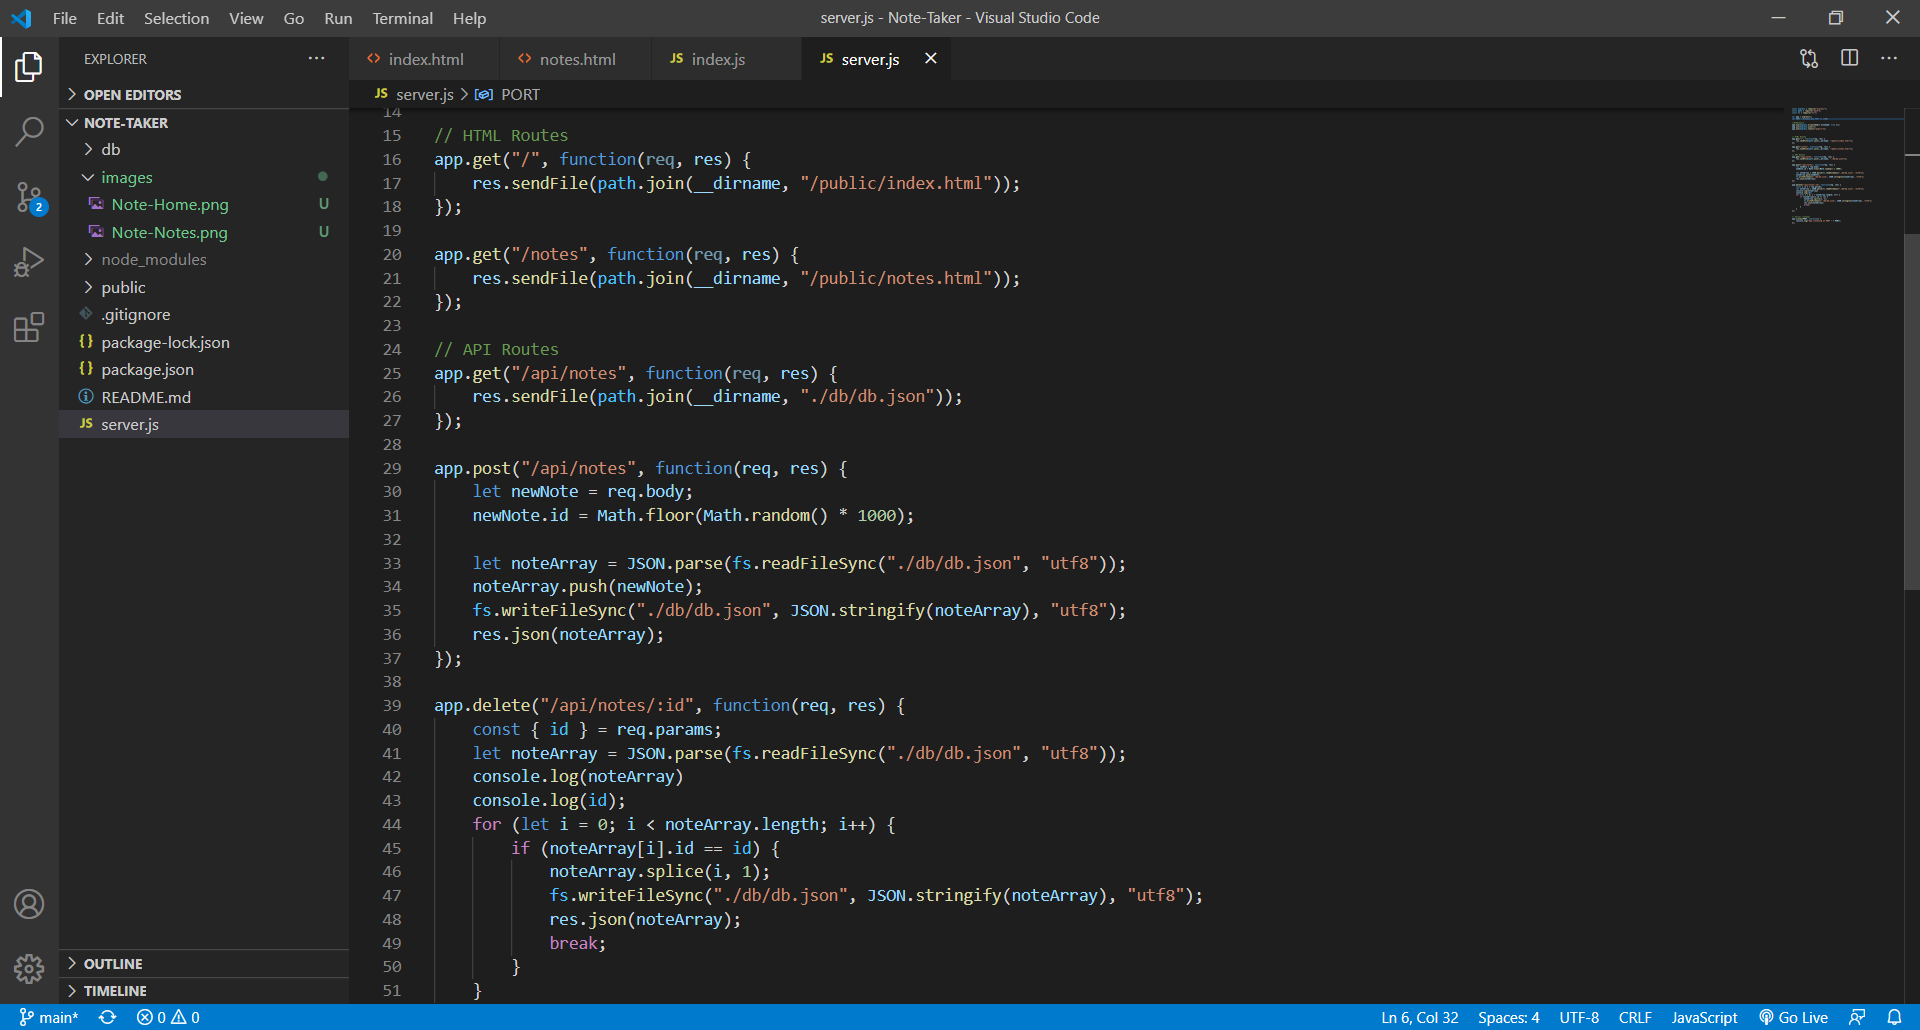 File Edit Selection View Go Run Terminal Help
server.js - Note-Taker - Visual Studio Code
EXPLORER
OPEN EDITORS
NOTE-TAKER
db
images
Note-Home.png U
Note-Notes.png U
node_modules
public
.gitignore
package-lock.json
package.json
README.md
JS server.js
OUTLINE
TIMELINE
2
index.html
notes.html
JS index.js
JS server.js
JS server.js > PORT
14
15 // HTML Routes
16 app.get("/", function(req, res) {
17     res.sendFile(path.join(__dirname, "/public/index.html"));
18 });
19
20 app.get("/notes", function(req, res) {
21     res.sendFile(path.join(__dirname, "/public/notes.html"));
22 });
23
24 // API Routes
25 app.get("/api/notes", function(req, res) {
26     res.sendFile(path.join(__dirname, "./db/db.json"));
27 });
28
29 app.post("/api/notes", function(req, res) {
30     let newNote = req.body;
31     newNote.id = Math.floor(Math.random() * 1000);
32
33     let noteArray = JSON.parse(fs.readFileSync("./db/db.json", "utf8"));
34     noteArray.push(newNote);
35     fs.writeFileSync("./db/db.json", JSON.stringify(noteArray), "utf8");
36     res.json(noteArray);
37 });
38
39 app.delete("/api/notes/:id", function(req, res) {
40     const { id } = req.params;
41     let noteArray = JSON.parse(fs.readFileSync("./db/db.json", "utf8"));
42     console.log(noteArray)
43     console.log(id);
44     for (let i = 0; i < noteArray.length; i++) {
45         if (noteArray[i].id == id) {
46             noteArray.splice(i, 1);
47             fs.writeFileSync("./db/db.json", JSON.stringify(noteArray), "utf8");
48             res.json(noteArray);
49             break;
50         }
51     }
main* 0 0
Ln 6, Col 32 Spaces: 4 UTF-8 CRLF JavaScript Go Live